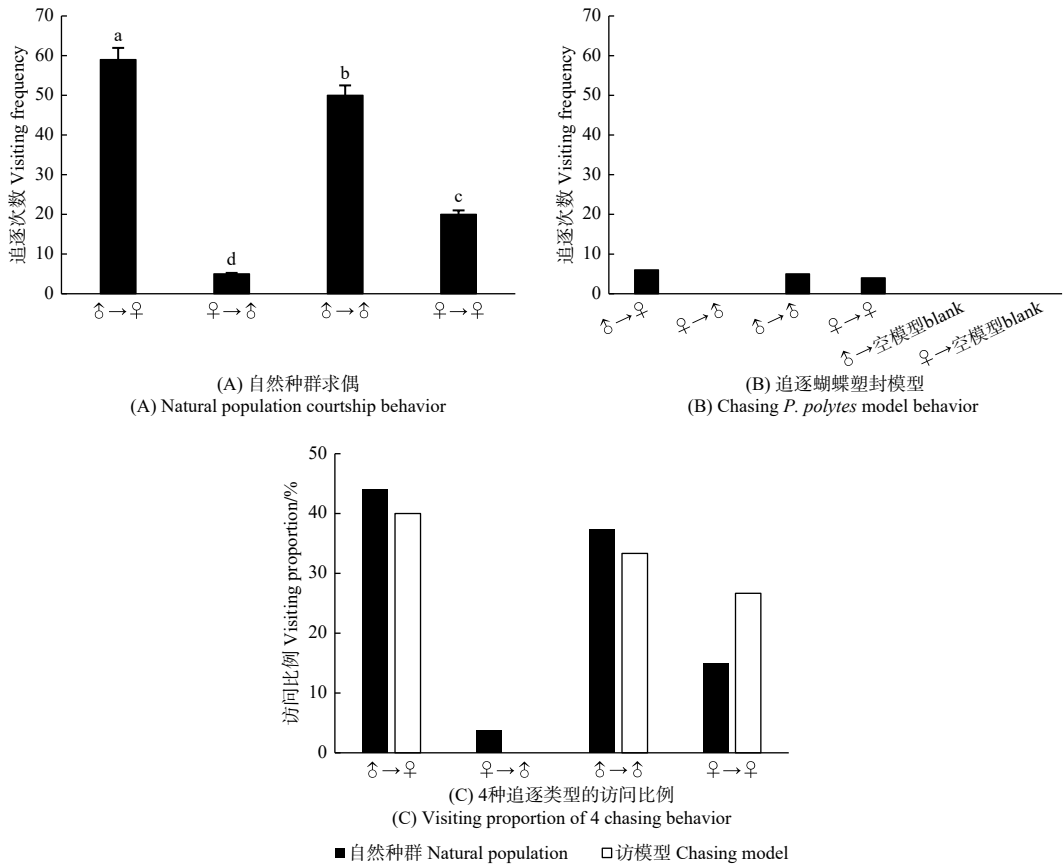 70
60
50
40
30
20
10
0
追逐次数 Visiting frequency
a
d
b
c
♂→♀
♀→♂
♂→♂
♀→♀
(A) 自然种群求偶
(A) Natural population courtship behavior
70
60
50
40
30
20
10
0
追逐次数 Visiting frequency
♂→♀
♀→♂
♂→♂
♀→♀
♂→空模型blank
♀→空模型blank
(B) 追逐蝴蝶塑封模型
(B) Chasing P. polytes model behavior
50
40
30
20
10
0
访问比例 Visiting proportion/%
♂→♀
♀→♂
♂→♂
♀→♀
(C) 4种追逐类型的访问比例
(C) Visiting proportion of 4 chasing behavior
自然种群 Natural population 访模型 Chasing model